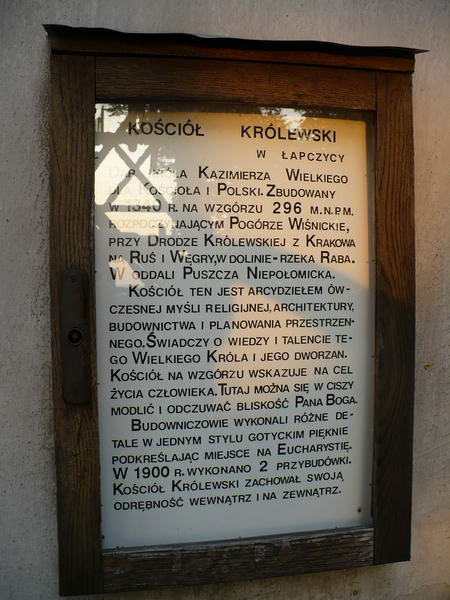 KOŚCIÓŁ KRÓLEWSKI
W ŁAPCZYCY
DAR KRÓLA KAZIMIERZA WIELKIEGO
DLA KOŚCIOŁA I POLSKI. ZBUDOWANY
W 1340 R. NA WZGÓRZU 296 M.N.P.M.
ROZPOCZYNAJĄCYM POGÓRZE WIŚNICKIE,
PRZY DRODZE KRÓLEWSKIEJ Z KRAKOWA
NA RUŚ I WĘGRY, W DOLINIE-RZEKA RABA.
W ODDALI PUSZCZA NIEPOŁOMICKA.
KOŚCIÓŁ TEN JEST ARCYDZIEŁEM ÓW-
CZESNEJ MYŚLI RELIGIJNEJ, ARCHITEKTURY,
BUDOWNICTWA I PLANOWANIA PRZESTRZEN-
NEGO. ŚWIADCZY O WIEDZY I TALENCIE TE-
GO WIELKIEGO KRÓLA I JEGO DWORZAN.
KOŚCIÓŁ NA WZGÓRZU WSKAZUJE NA CEL
ŻYCIA CZŁOWIEKA. TUTAJ MOŻNA SIĘ W CISZY
MODLIĆ I ODCZUWAĆ BLISKOŚĆ PANA BOGA.
BUDOWNICZOWIE WYKONALI RÓŻNE DE-
TALE W JEDNYM STYLU GOTYCKIM PIĘKNIE
PODKREŚLAJĄC MIEJSCE NA EUCHARYSTIĘ.
W 1900 R. WYKONANO 2 PRZYBUDÓWKI.
KOŚCIÓŁ KRÓLEWSKI ZACHOWAŁ SWOJĄ
ODRĘBNOŚĆ WEWNĄTRZ I NA ZEWNĄTRZ.